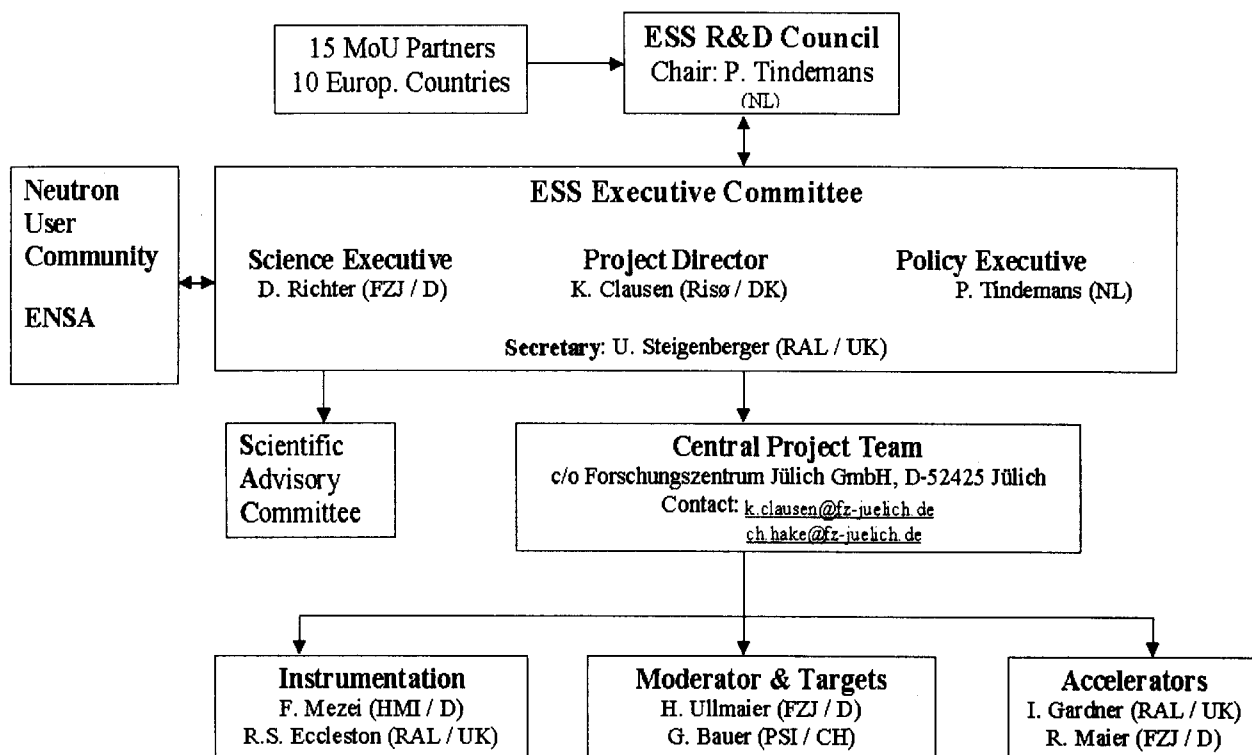 15 MoU Partners
10 Europ. Countries
ESS R&D Council
Chair: P. Tindemans
(NL)
Neutron
User
Community
ENSA
ESS Executive Committee
Science Executive
D. Richter (FZJ / D)
Project Director
K. Clausen (Risø / DK)
Policy Executive
P. Tindemans (NL)
Secretary: U. Steigenberger (RAL / UK)
Scientific
Advisory
Committee
Central Project Team
c/o Forschungszentrum Jülich GmbH, D-52425 Jülich
Contact: k.clausen@fz-juelich.de
ch.hake@fz-juelich.de
Instrumentation
F. Mezei (HMI / D)
R.S. Eccleston (RAL / UK)
Moderator & Targets
H. Ullmaier (FZJ / D)
G. Bauer (PSI / CH)
Accelerators
I. Gardner (RAL / UK)
R. Maier (FZJ / D)